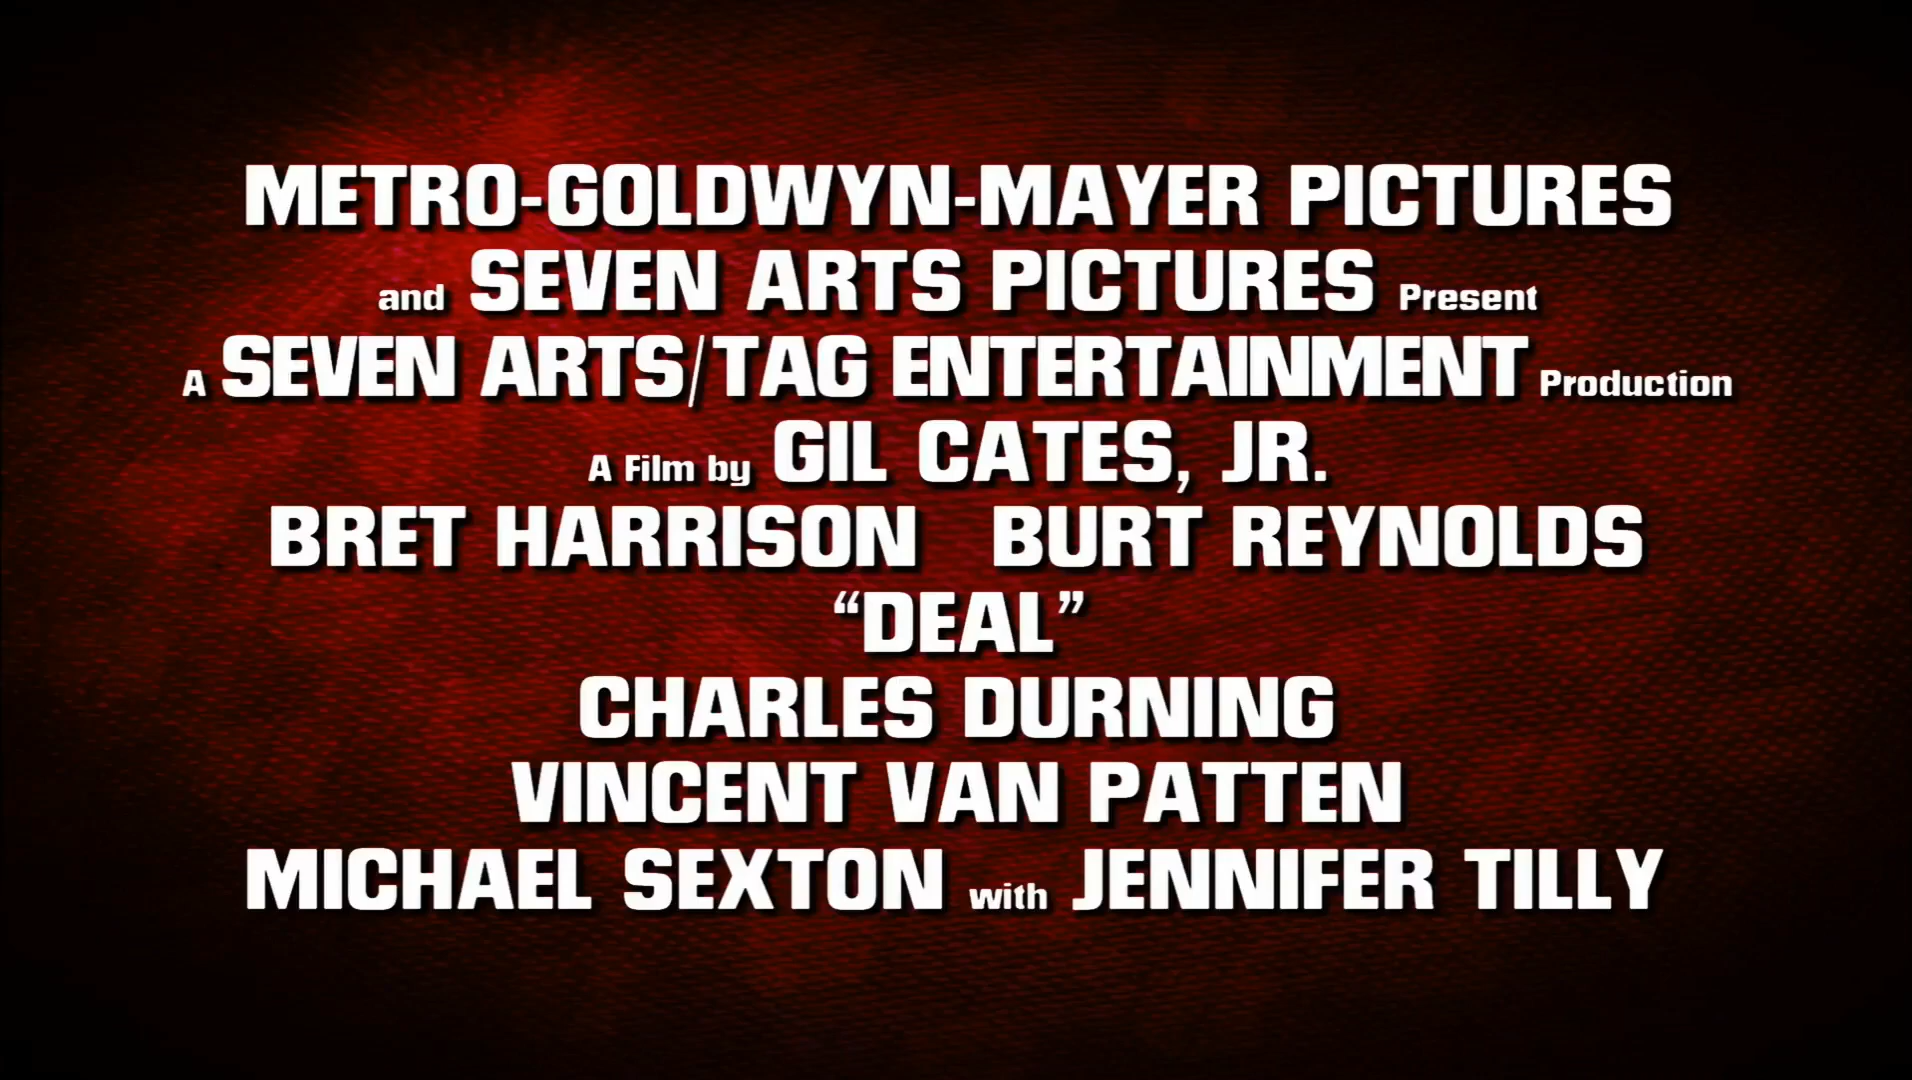 METRO-GOLDWYN-MAYER PICTURES
and SEVEN ARTS PICTURES Present
A SEVEN ARTS/TAG ENTERTAINMENT Production
A Film by GIL CATES, JR.
BRET HARRISON BURT REYNOLDS
“DEAL”
CHARLES DURNING
VINCENT VAN PATTEN
MICHAEL SEXTON with JENNIFER TILLY